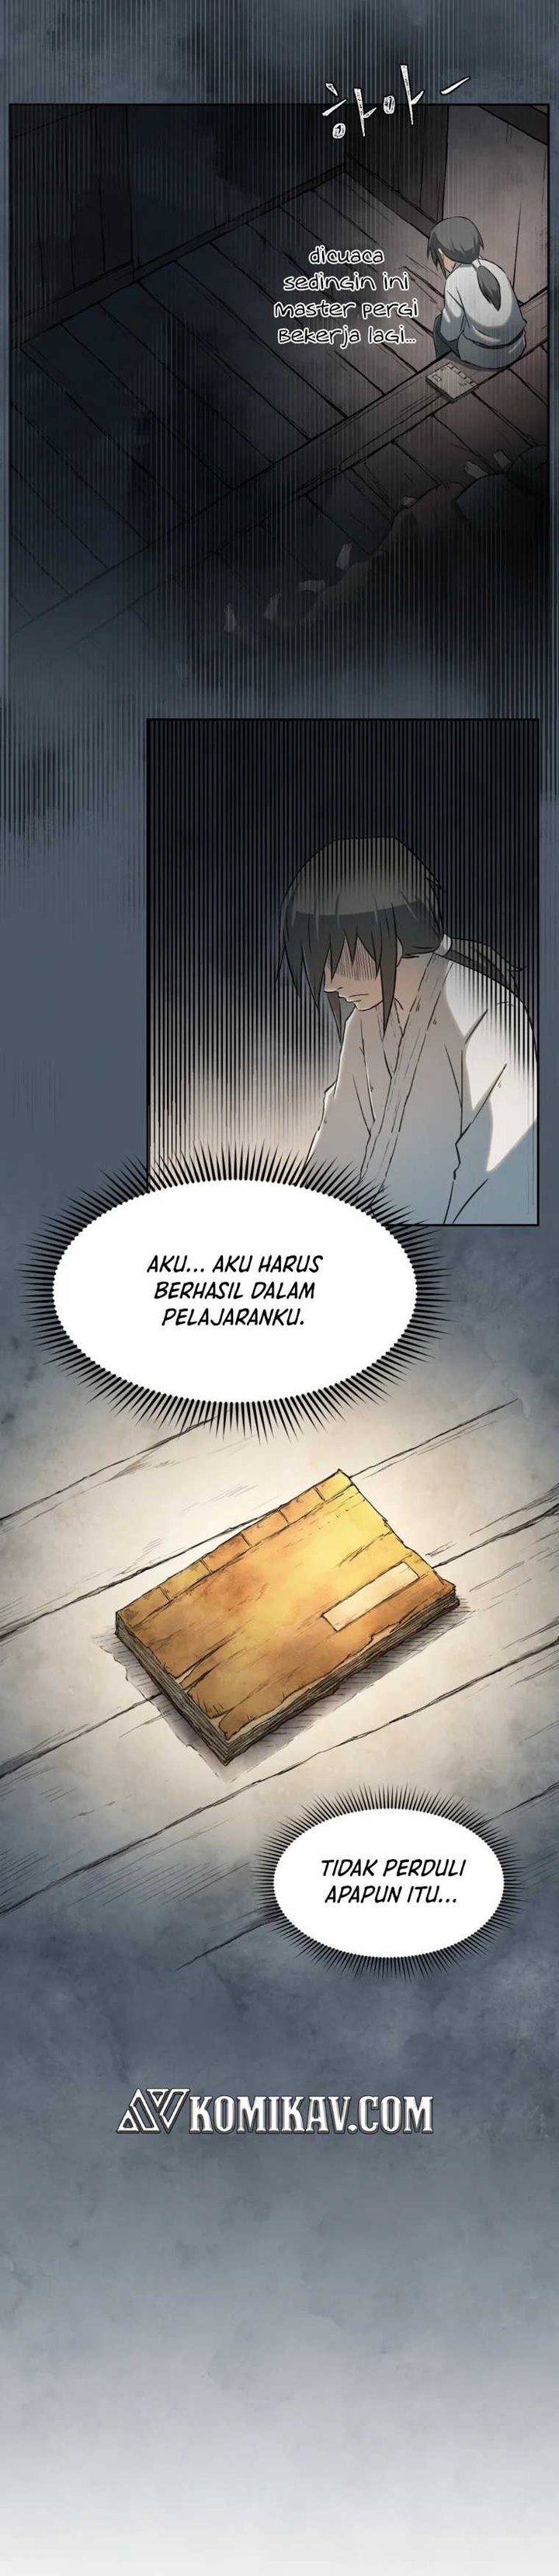 하아ㅡ
dicuaca
sedingin ini
master pergi
Bekerja lagi...
AKU... AKU HARUS
BERHASIL DALAM
PELAJARANKU.
TIDAK PERDULI
APAPUN ITU...
KOMIKAV.COM